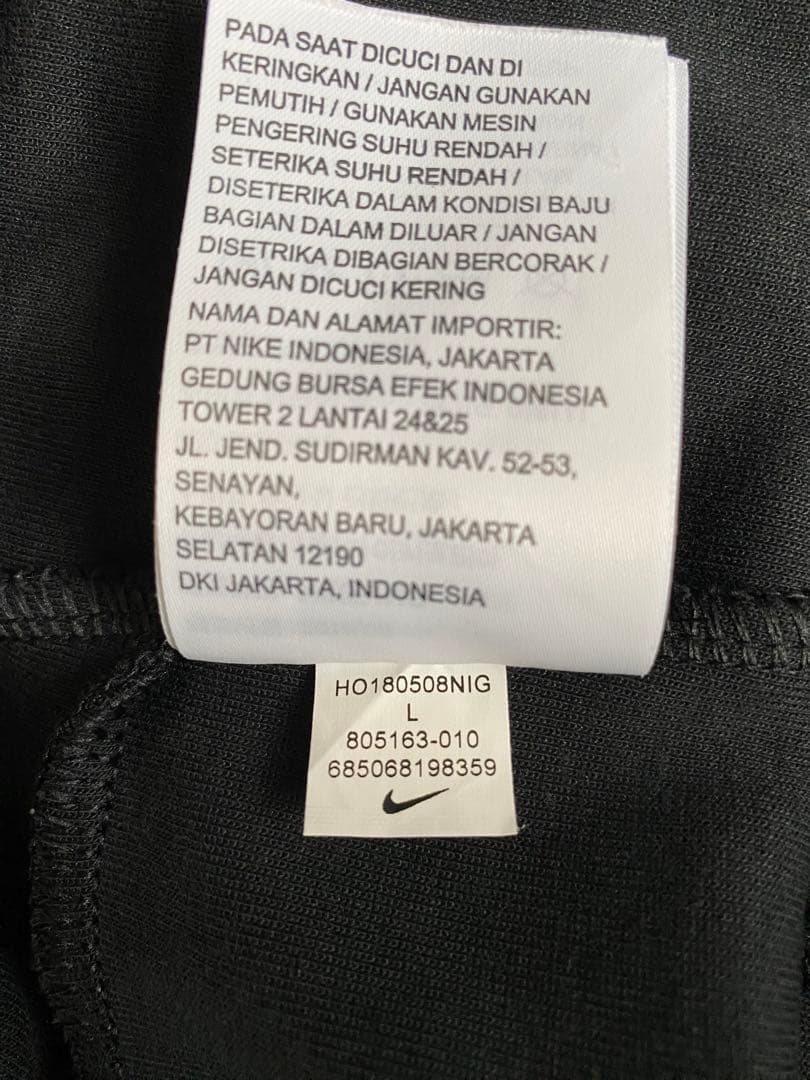 PADA SAAT DICUCI DAN DI
KERINGKAN / JANGAN GUNAKAN
PEMUTIH / GUNAKAN MESIN
PENGERING SUHU RENDAH /
SETERIKA SUHU RENDAH /
DISETERIKA DALAM KONDISI BAJU
BAGIAN DALAM DILUAR / JANGAN
DISETRIKA DIBAGIAN BERCORAK /
JANGAN DICUCI KERING
NAMA DAN ALAMAT IMPORTIR:
PT NIKE INDONESIA, JAKARTA
GEDUNG BURSA EFEK INDONESIA
TOWER 2 LANTAI 24&25
JL. JEND. SUDIRMAN KAV. 52-53,
SENAYAN,
KEBAYORAN BARU, JAKARTA
SELATAN 12190
DKI JAKARTA, INDONESIA
HO180508NIG
L
805163-010
685068198359